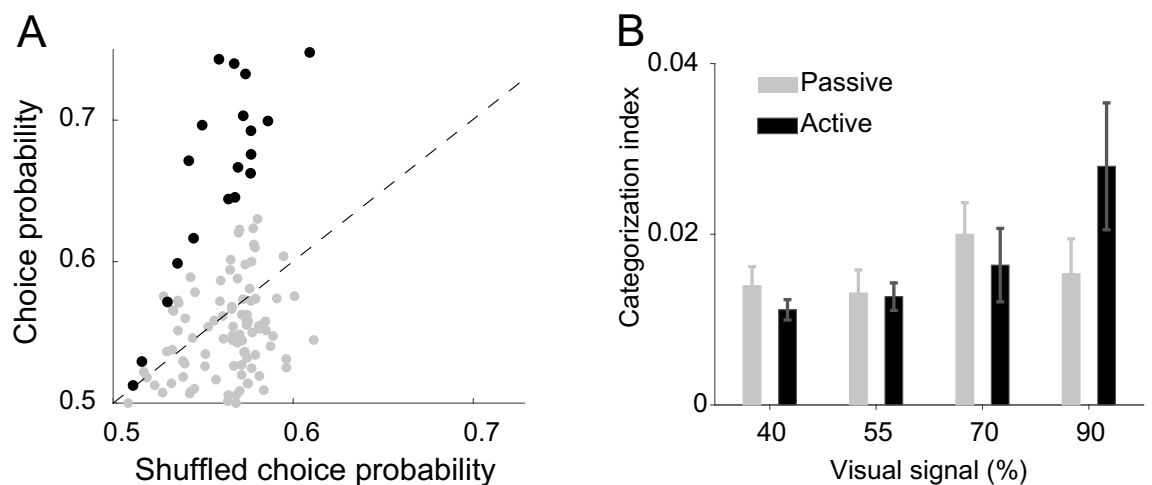 A
Choice probability
0.7
0.6
0.5
0.5 0.6 0.7
Shuffled choice probability
B
Categorization index
0.04
0.02
0
Passive
Active
40 55 70 90
Visual signal (%)